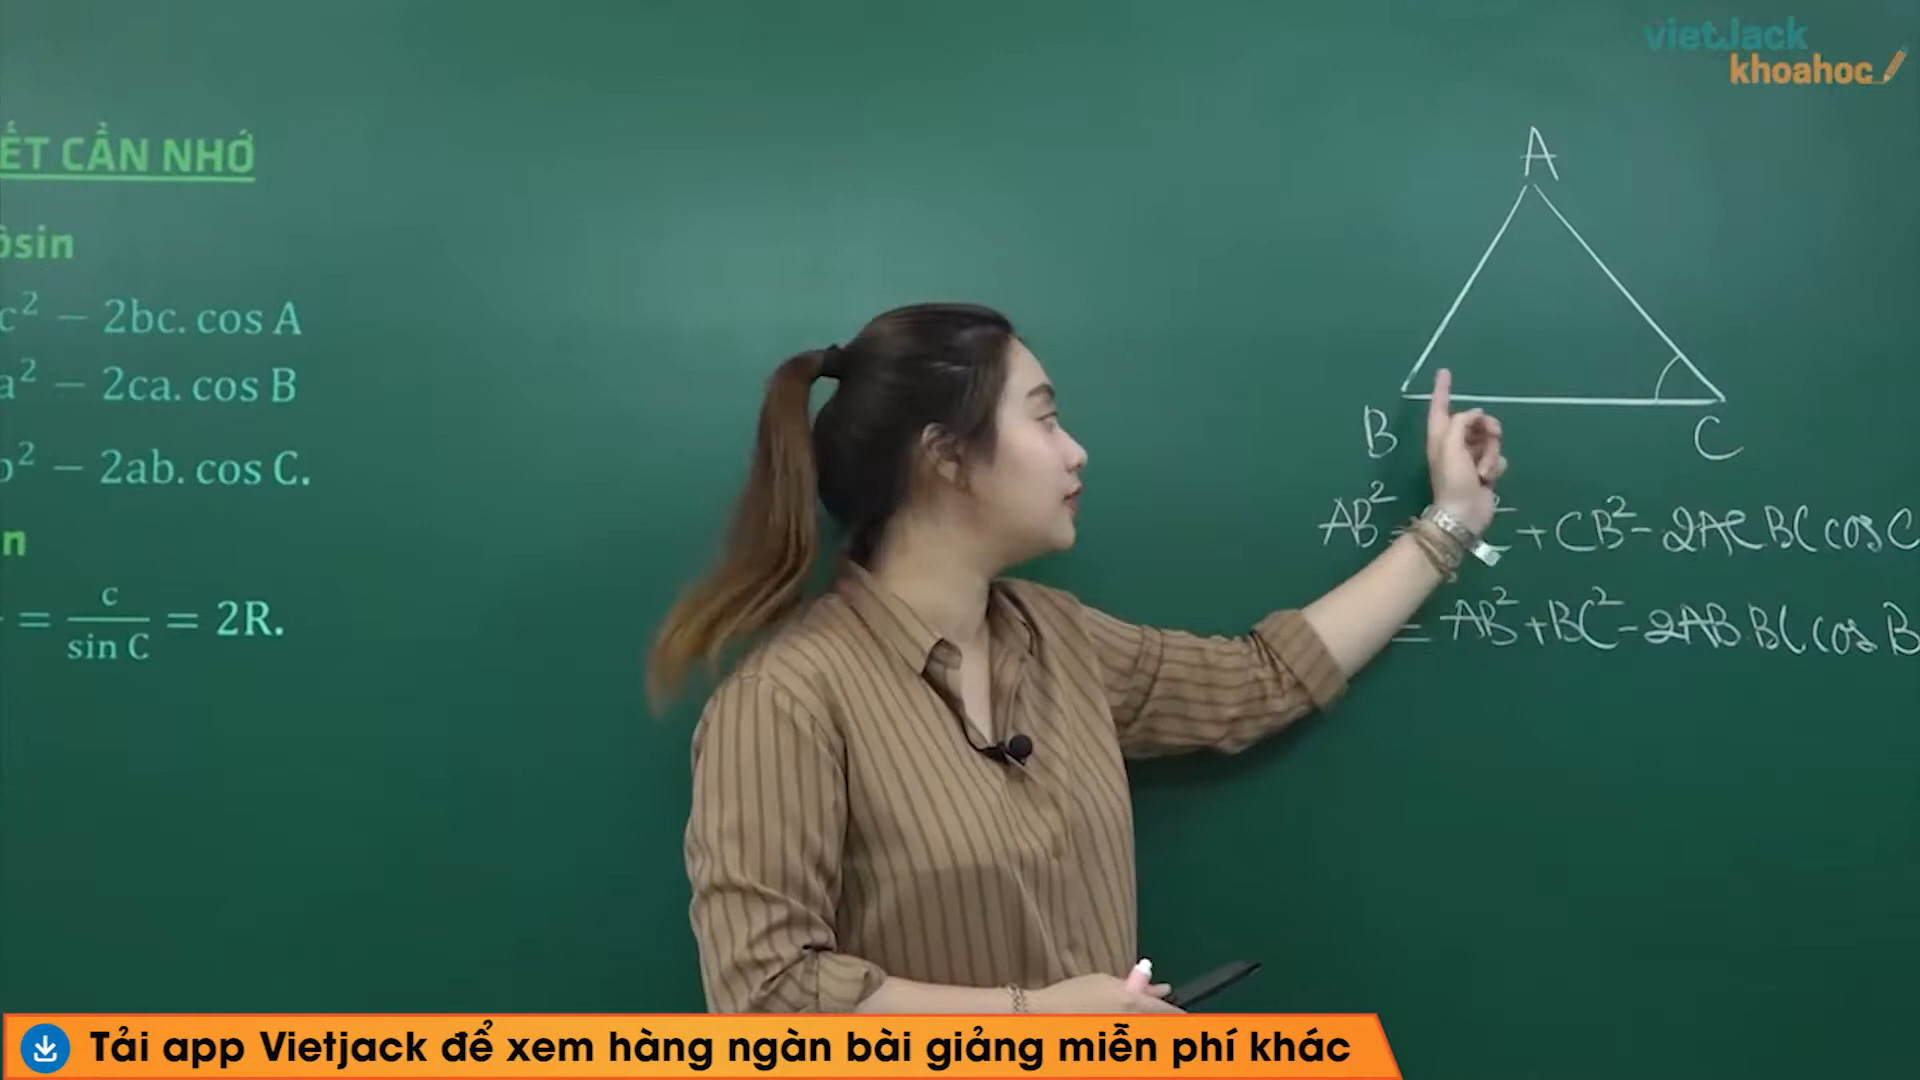 vietJack
khoahoc
ẾT CẦN NHỚ
ôsin
c² − 2bc. cos A
a² − 2ca. cos B
b² − 2ab. cos C.
n
= c/sin C = 2R.
A
B
C
AB² = ² + CB² - 2AC BC cos C
= AB² + BC² - 2AB BC cos B
Tải app Vietjack để xem hàng ngàn bài giảng miễn phí khác